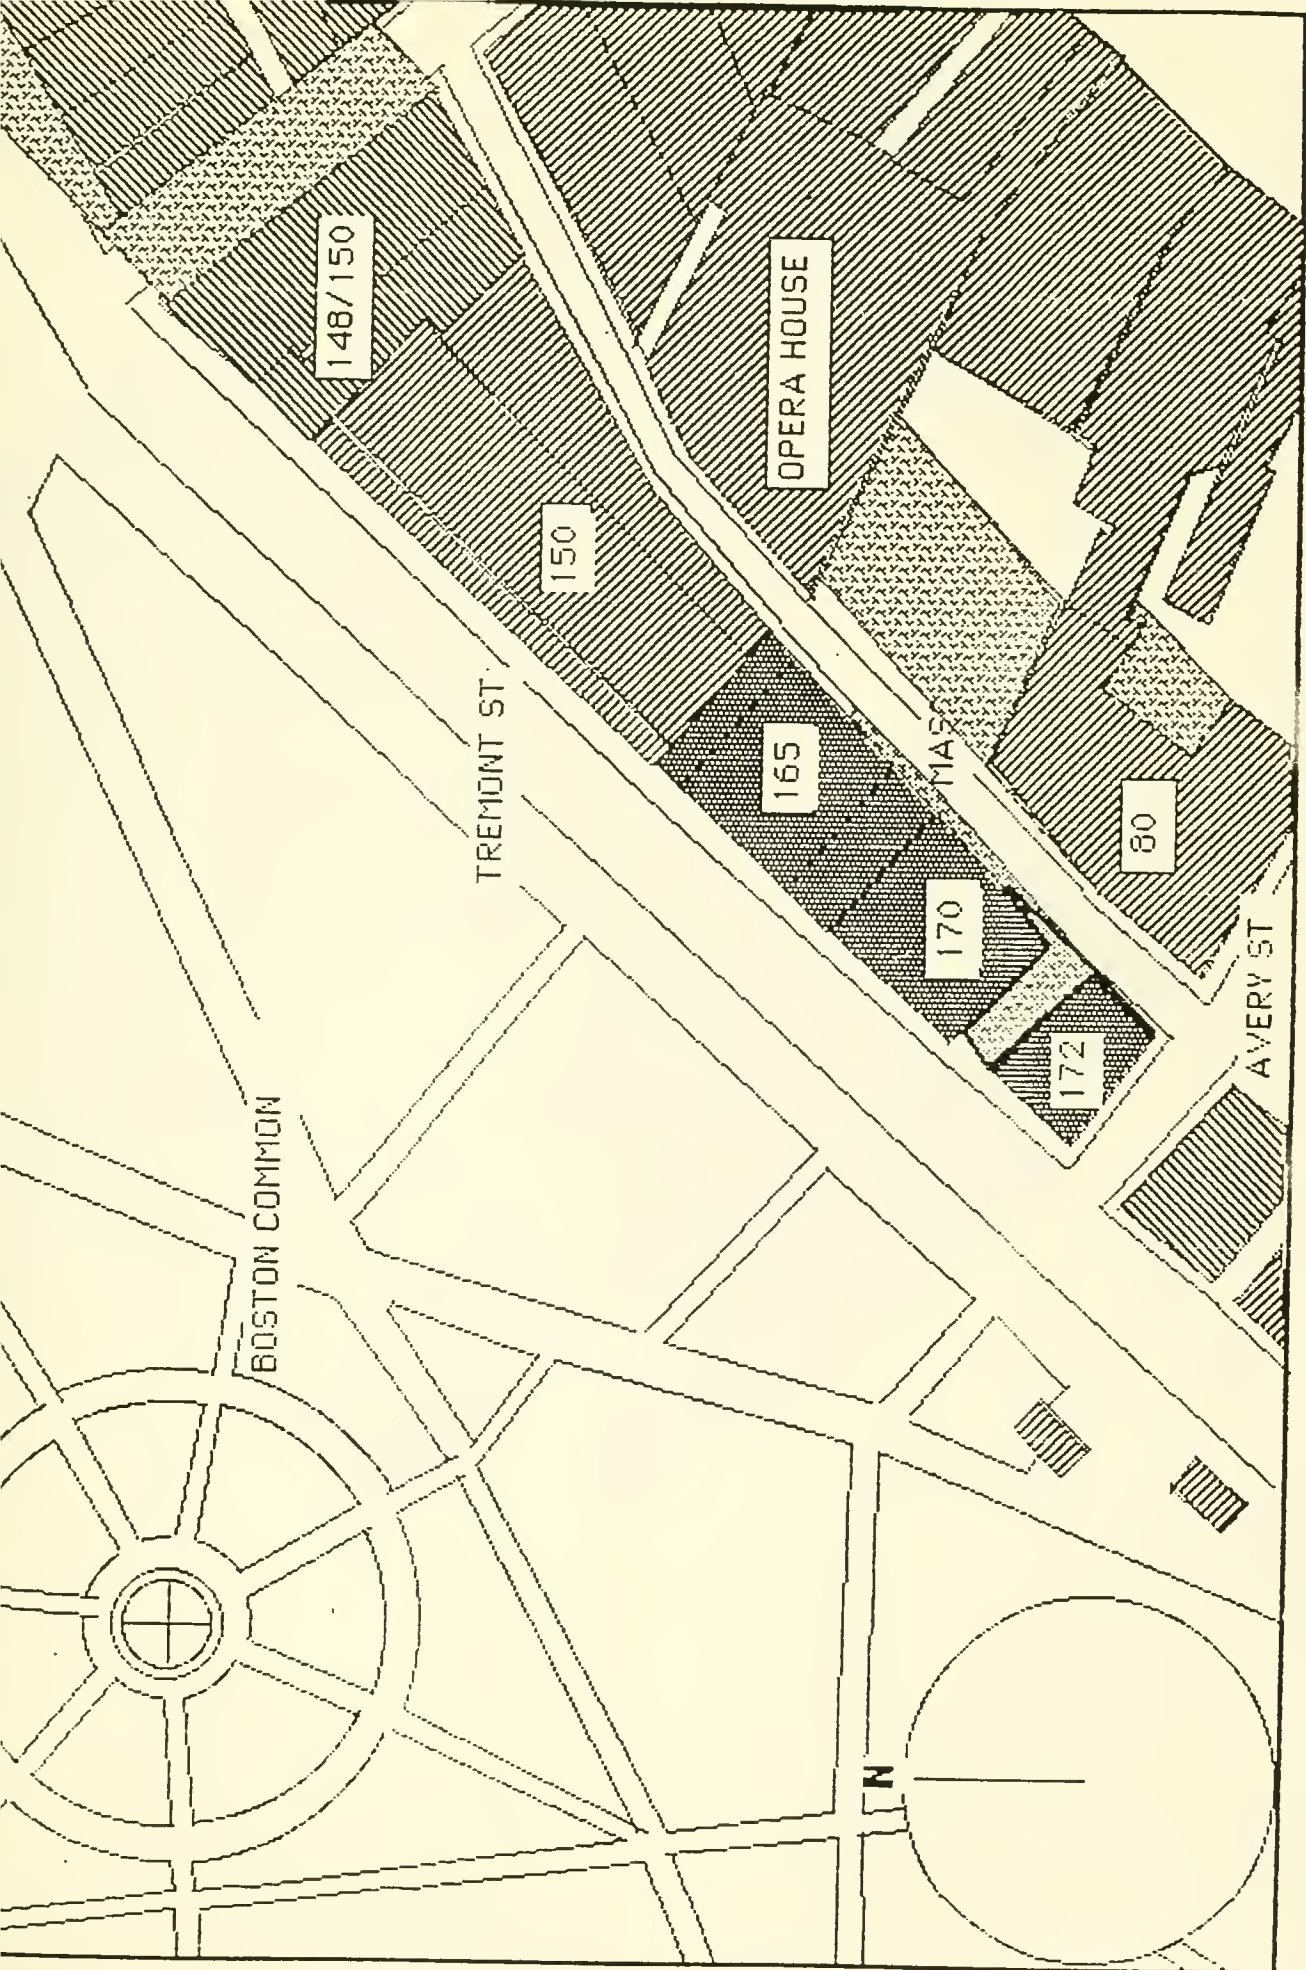 148/150
OPERA HOUSE
150
TREMONT ST
165
MAS
80
170
AVERY ST
172
BOSTON COMMON
N